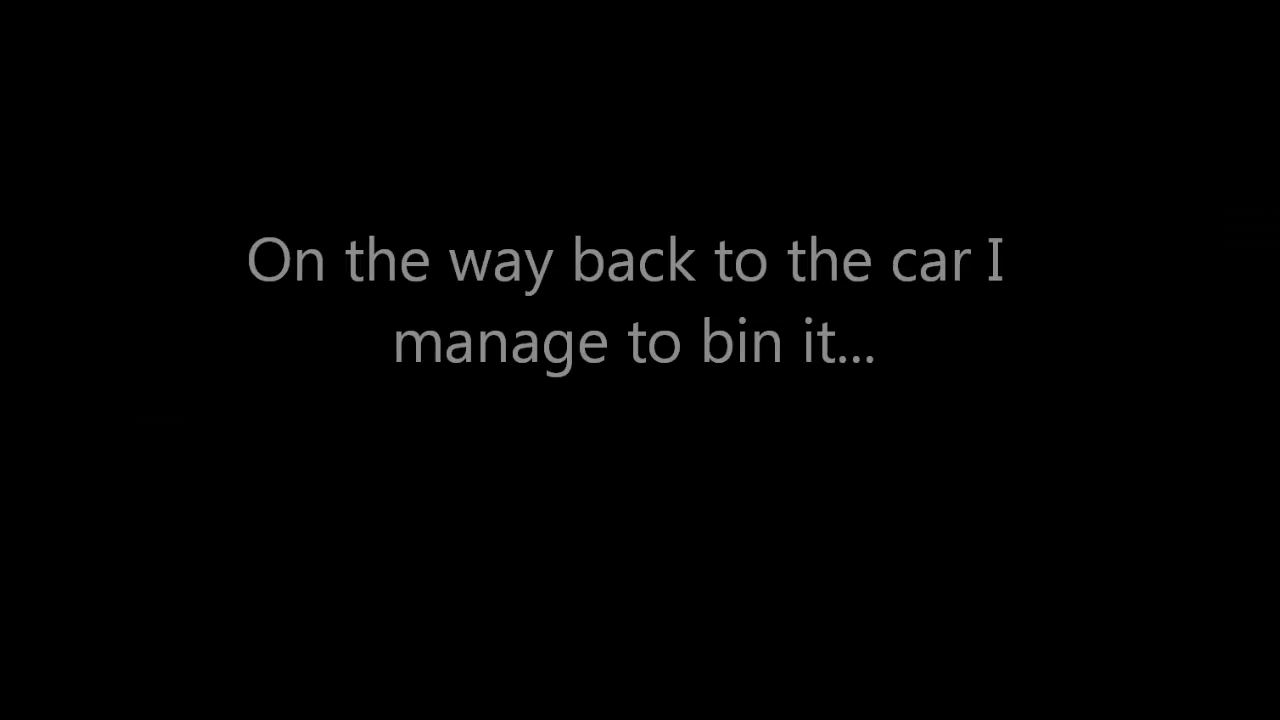 On the way back to the car I
manage to bin it...